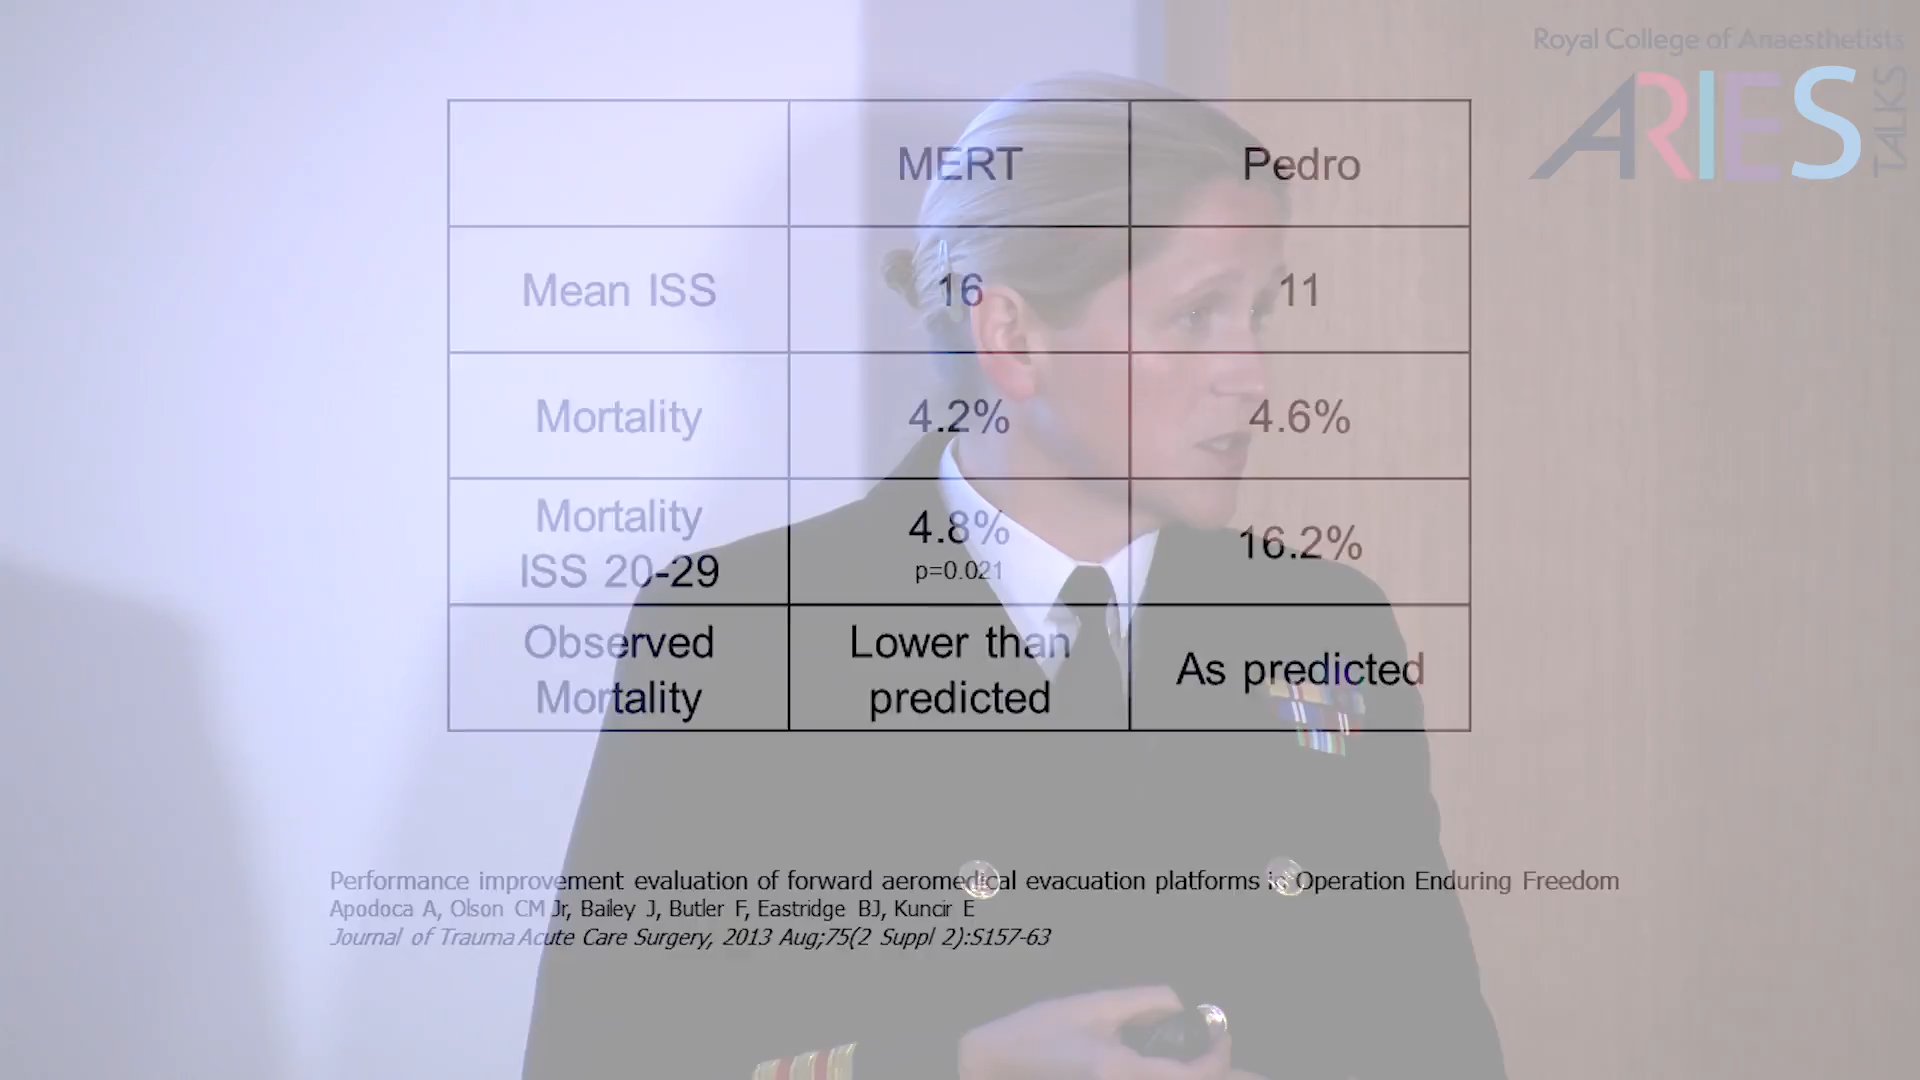 Royal College of Anaesthetists
ARIES
TALKS
MERT
Pedro
Mean ISS
16
11
Mortality
4.2%
4.6%
Mortality
ISS 20-29
4.8%
p=0.021
16.2%
Observed
Mortality
Lower than
predicted
As predicted
Performance improvement evaluation of forward aeromedical evacuation platforms in Operation Enduring Freedom
Apodoca A, Olson CM Jr, Bailey J, Butler F, Eastridge BJ, Kuncir E
Journal of Trauma Acute Care Surgery, 2013 Aug;75(2 Suppl 2):S157-63